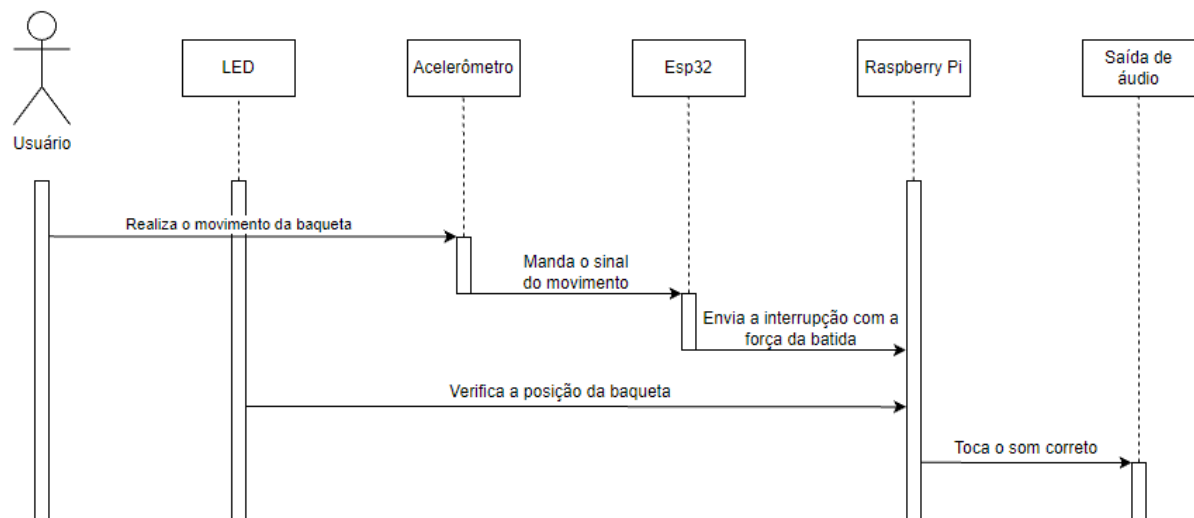 Usuário
LED
Acelerômetro
Esp32
Raspberry Pi
Saída de
áudio
Realiza o movimento da baqueta
Manda o sinal
do movimento
Envia a interrupção com a
força da batida
Verifica a posição da baqueta
Toca o som correto